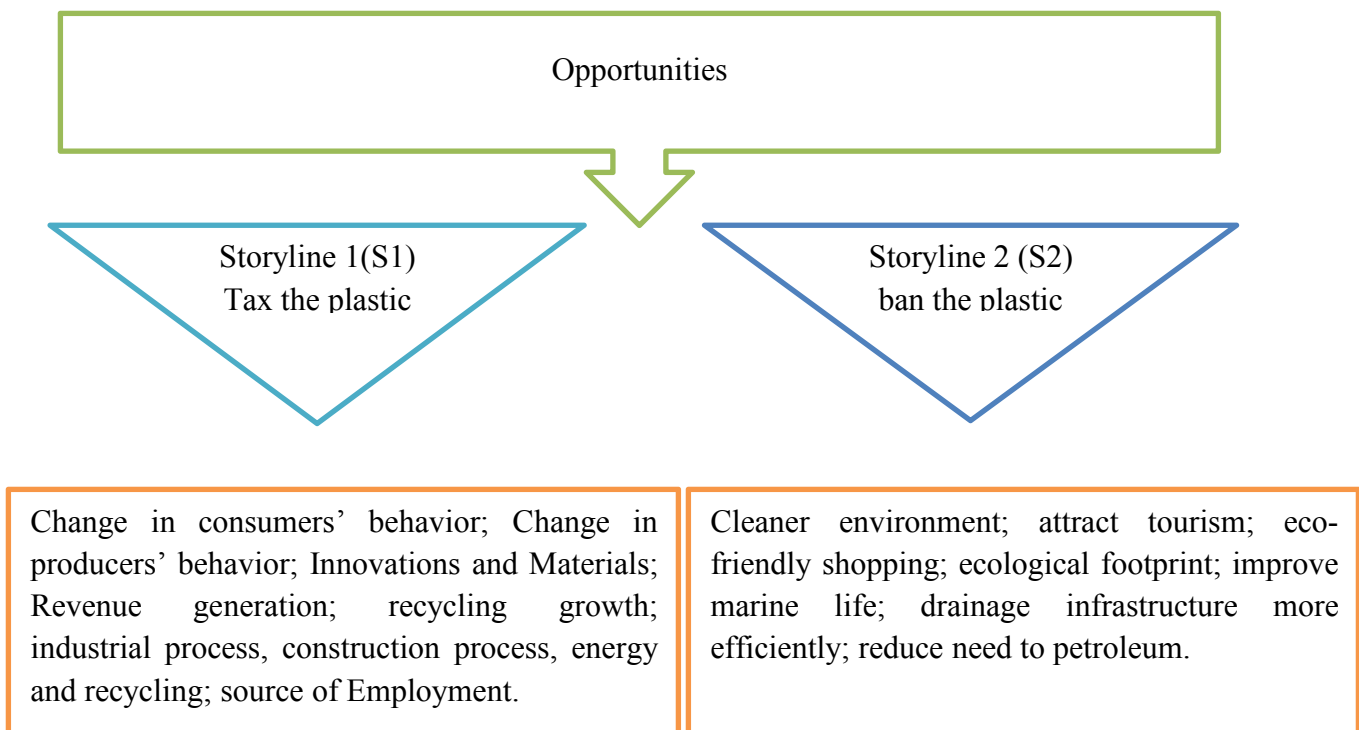 Opportunities
Storyline 1(S1)
Tax the plastic
Storyline 2 (S2)
ban the plastic
Change in consumers’ behavior; Change in
producers’ behavior; Innovations and Materials;
Revenue generation; recycling growth;
industrial process, construction process, energy
and recycling; source of Employment.
Cleaner environment; attract tourism; eco-
friendly shopping; ecological footprint; improve
marine life; drainage infrastructure more
efficiently; reduce need to petroleum.